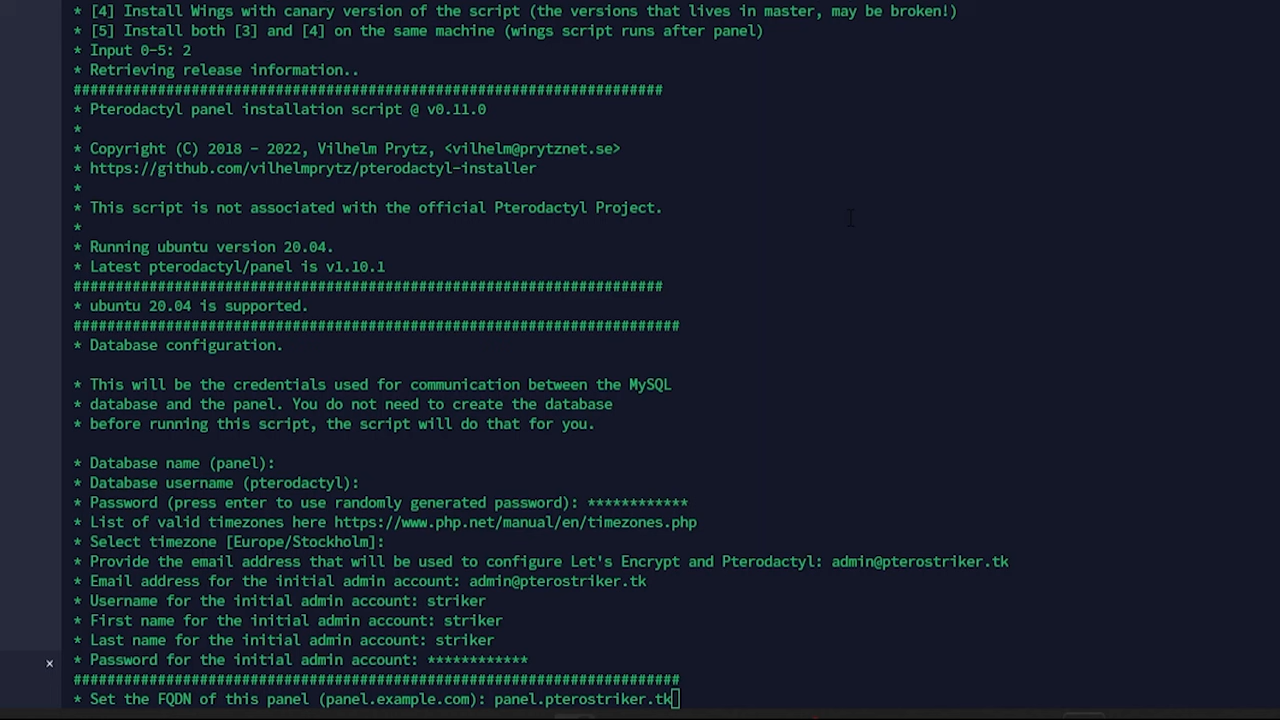 * [4] Install Wings with canary version of the script (the versions that lives in master, may be broken!)
* [5] Install both [3] and [4] on the same machine (wings script runs after panel)
* Input 0-5: 2
* Retrieving release information..
######################################################################
* Pterodactyl panel installation script @ v0.11.0
*
* Copyright (C) 2018 - 2022, Vilhelm Prytz, <vilhelm@prytznet.se>
* https://github.com/vilhelmprytz/pterodactyl-installer
*
* This script is not associated with the official Pterodactyl Project.
*
* Running ubuntu version 20.04.
* Latest pterodactyl/panel is v1.10.1
######################################################################
* ubuntu 20.04 is supported.
########################################################################
* Database configuration.
* This will be the credentials used for communication between the MySQL
* database and the panel. You do not need to create the database
* before running this script, the script will do that for you.
* Database name (panel):
* Database username (pterodactyl):
* Password (press enter to use randomly generated password): ************
* List of valid timezones here https://www.php.net/manual/en/timezones.php
* Select timezone [Europe/Stockholm]:
* Provide the email address that will be used to configure Let's Encrypt and Pterodactyl: admin@pterostriker.tk
* Email address for the initial admin account: admin@pterostriker.tk
* Username for the initial admin account: striker
* First name for the initial admin account: striker
* Last name for the initial admin account: striker
* Password for the initial admin account: ************
########################################################################
* Set the FQDN of this panel (panel.example.com): panel.pterostriker.tk